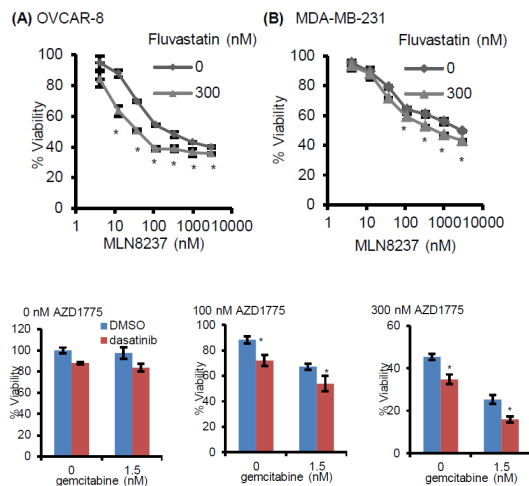 (A) OVCAR-8
Fluvastatin (nM)
0
300
100
80
60
40
20
0
% Viability
* * * * * *
1 10 100 100010000
MLN8237 (nM)
(B) MDA-MB-231
Fluvastatin (nM)
0
300
100
80
60
40
20
0
% Viability
* * * *
1 10 100 100010000
MLN8237 (nM)
0 nM AZD1775
DMSO
dasatinib
120
100
80
60
40
20
0
% Viability
0 1.5
gemcitabine (nM)
100 nM AZD1775
100
80
60
40
20
0
% Viability
* *
0 1.5
gemcitabine (nM)
300 nM AZD1775
60
40
20
0
% Viability
* *
0 1.5
gemcitabine (nM)